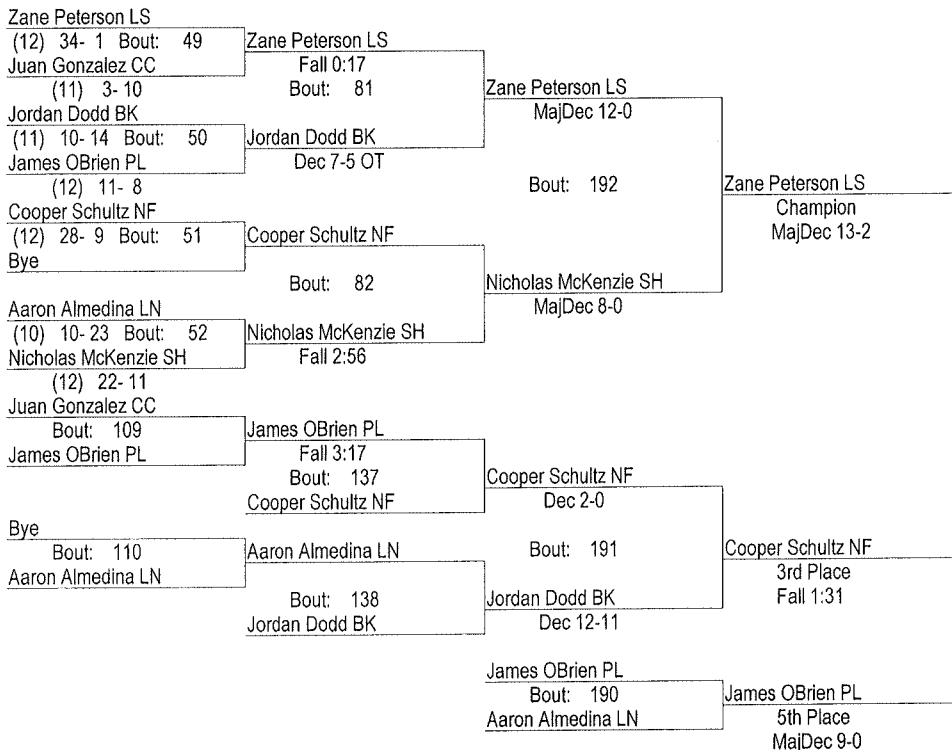 Zane Peterson LS
(12) 34- 1 Bout: 49
Juan Gonzalez CC
(11) 3- 10
Jordan Dodd BK
(11) 10- 14 Bout: 50
James OBrien PL
(12) 11- 8
Cooper Schultz NF
(12) 28- 9 Bout: 51
Bye
Aaron Almedina LN
(10) 10- 23 Bout: 52
Nicholas McKenzie SH
(12) 22- 11
Zane Peterson LS
Fall 0:17
Bout: 81
Jordan Dodd BK
Dec 7-5 OT
Cooper Schultz NF
Bout: 82
Nicholas McKenzie SH
Fall 2:56
Zane Peterson LS
MajDec 12-0
Bout: 192
Nicholas McKenzie SH
MajDec 8-0
Zane Peterson LS
Champion
MajDec 13-2
Juan Gonzalez CC
Bout: 109
James OBrien PL
Bye
Bout: 110
Aaron Almedina LN
James OBrien PL
Fall 3:17
Bout: 137
Cooper Schultz NF
Aaron Almedina LN
Bout: 138
Jordan Dodd BK
Cooper Schultz NF
Dec 2-0
Bout: 191
Jordan Dodd BK
Dec 12-11
Cooper Schultz NF
3rd Place
Fall 1:31
James OBrien PL
Bout: 190
Aaron Almedina LN
James OBrien PL
5th Place
MajDec 9-0